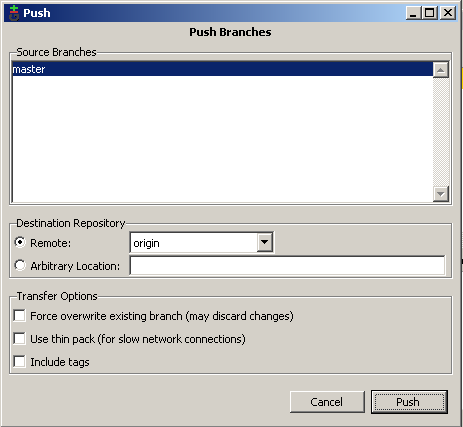 Push
Push Branches
Source Branches
master
Destination Repository
Remote:
origin
Arbitrary Location:
Transfer Options
Force overwrite existing branch (may discard changes)
Use thin pack (for slow network connections)
Include tags
Cancel
Push